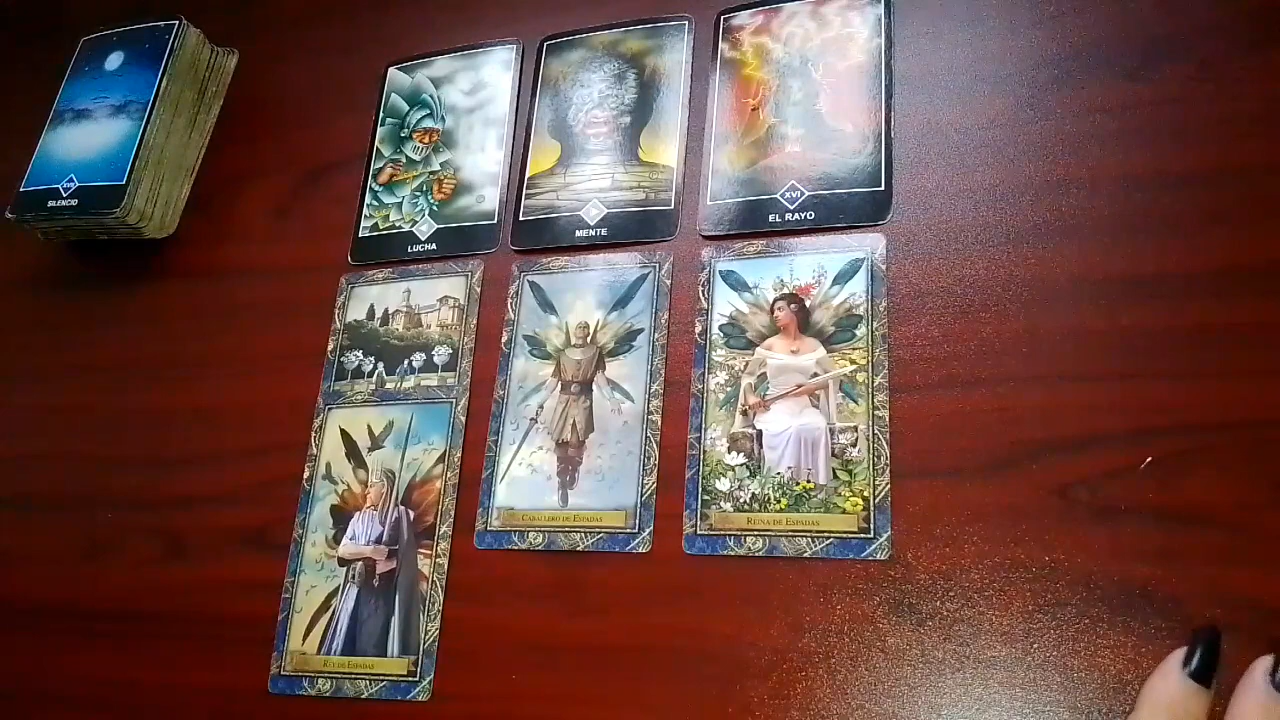 XVII
SILENCIO
LUCHA
MENTE
XVI
EL RAYO
REY DE ESPADAS
CABALLERO DE ESPADAS
REINA DE ESPADAS